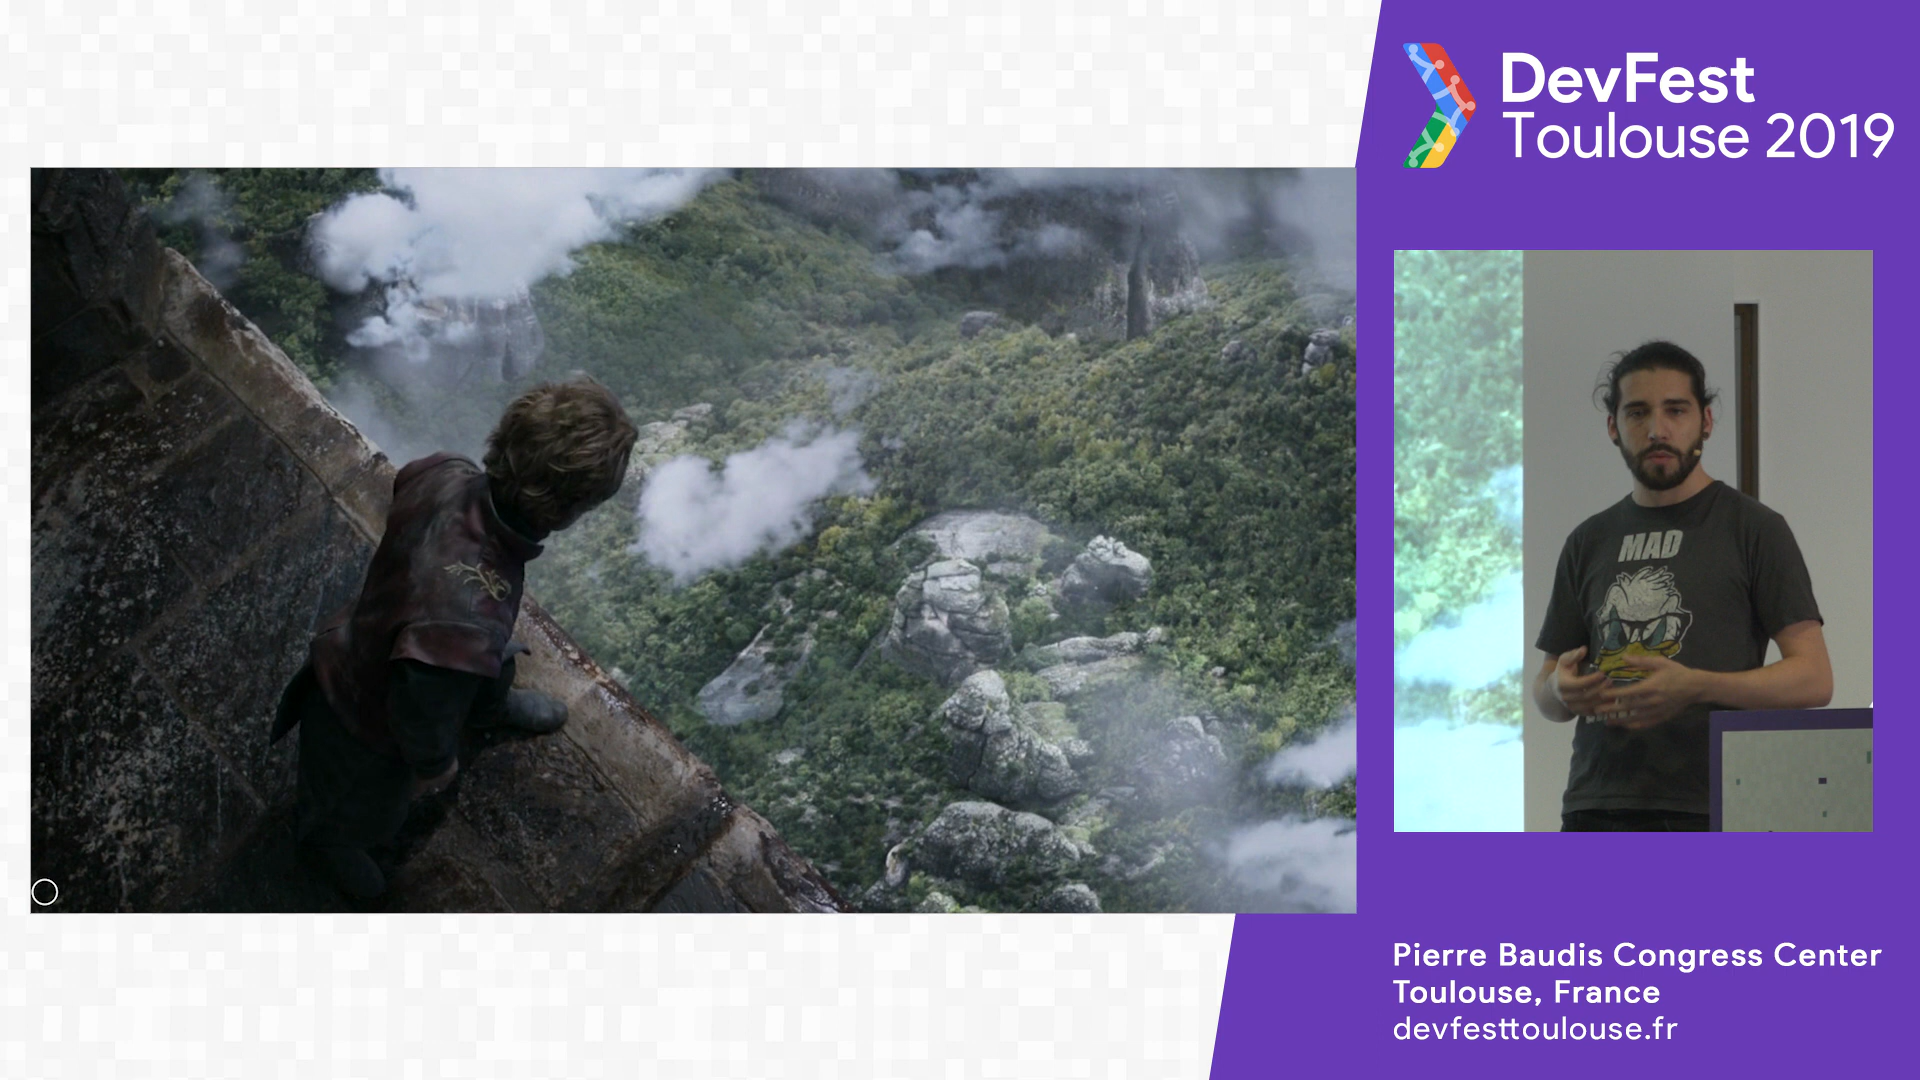 DevFest
Toulouse 2019
MAD
Pierre Baudis Congress Center
Toulouse, France
devfesttoulouse.fr